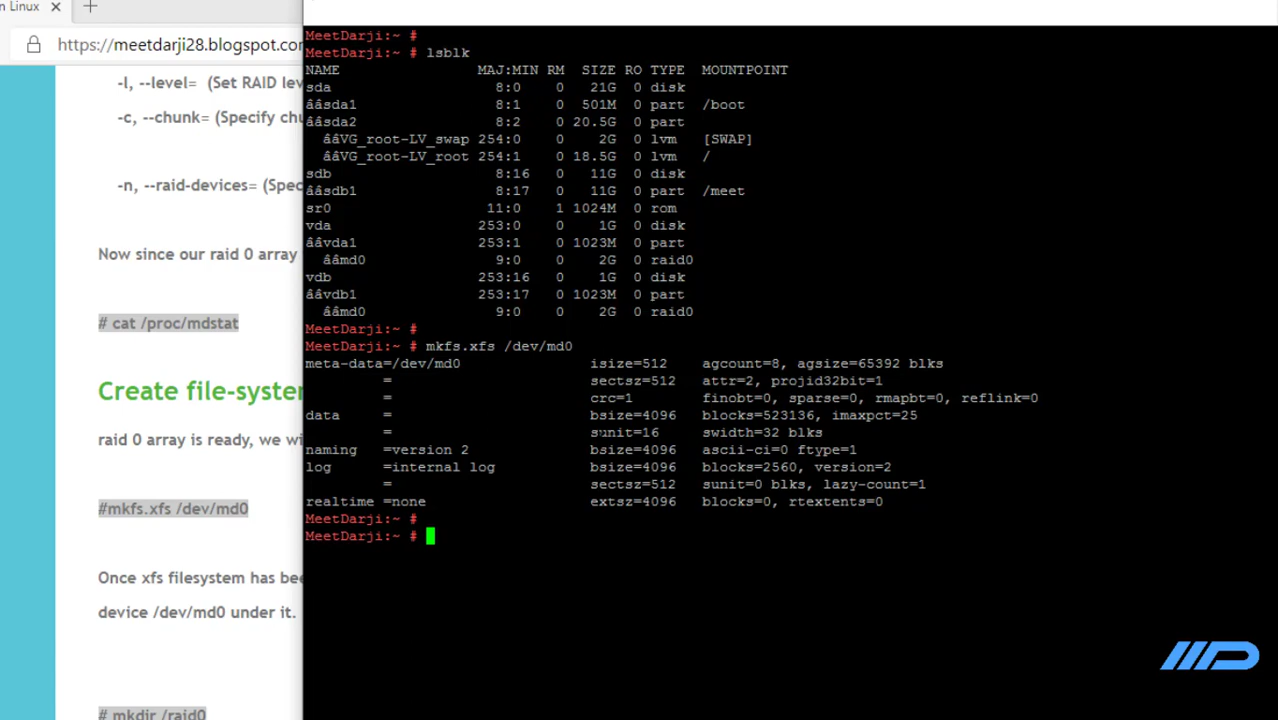 n Linux
https://meetdarji28.blogspot.co
-l, --level= (Set RAID lev
-c, --chunk= (Specify chu
-n, --raid-devices= (Spec
Now since our raid 0 array
# cat /proc/mdstat
Create file-syster
raid 0 array is ready, we wi
#mkfs.xfs /dev/md0
Once xfs filesystem has bee
device /dev/md0 under it.
# mkdir /raid0
MeetDarji:~ #
MeetDarji:~ # lsblk
NAME MAJ:MIN RM SIZE RO TYPE MOUNTPOINT
sda 8:0 0 21G 0 disk
ââsda1 8:1 0 501M 0 part /boot
ââsda2 8:2 0 20.5G 0 part
ââVG_root-LV_swap 254:0 0 2G 0 lvm [SWAP]
ââVG_root-LV_root 254:1 0 18.5G 0 lvm /
sdb 8:16 0 11G 0 disk
ââsdb1 8:17 0 11G 0 part /meet
sr0 11:0 1 1024M 0 rom
vda 253:0 0 1G 0 disk
ââvda1 253:1 0 1023M 0 part
ââmd0 9:0 0 2G 0 raid0
vdb 253:16 0 1G 0 disk
ââvdb1 253:17 0 1023M 0 part
ââmd0 9:0 0 2G 0 raid0
MeetDarji:~ #
MeetDarji:~ # mkfs.xfs /dev/md0
meta-data=/dev/md0 isize=512 agcount=8, agsize=65392 blks
= sectsz=512 attr=2, projid32bit=1
= crc=1 finobt=0, sparse=0, rmapbt=0, reflink=0
data = bsize=4096 blocks=523136, imaxpct=25
= sunit=16 swidth=32 blks
naming =version 2 bsize=4096 ascii-ci=0 ftype=1
log =internal log bsize=4096 blocks=2560, version=2
= sectsz=512 sunit=0 blks, lazy-count=1
realtime =none extsz=4096 blocks=0, rtextents=0
MeetDarji:~ #
MeetDarji:~ #